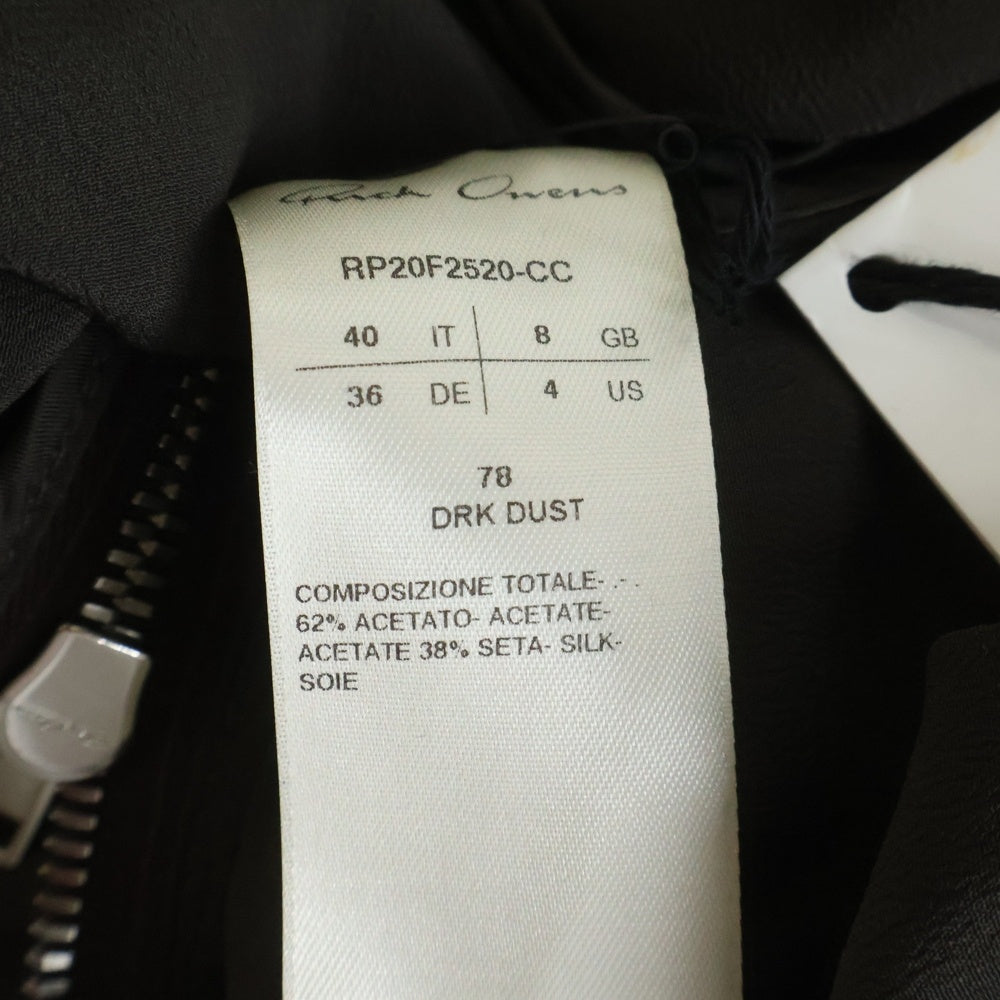 Rick Owens
RP20F2520-CC
40 IT 8 GB
36 DE 4 US
78
DRK DUST
COMPOSIZIONE TOTALE- .- .
62% ACETATO- ACETATE-
ACETATE 38% SETA- SILK-
SOIE